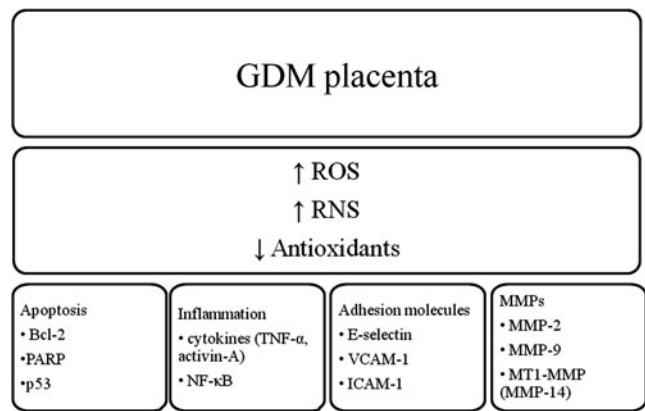 GDM placenta
↑ ROS
↑ RNS
↓ Antioxidants
Apoptosis
• Bcl-2
•PARP
•p53
Inflammation
• cytokines (TNF-α,
activin-A)
• NF-κB
Adhesion molecules
• E-selectin
• VCAM-1
• ICAM-1
MMPs
• MMP-2
• MMP-9
• MT1-MMP
(MMP-14)